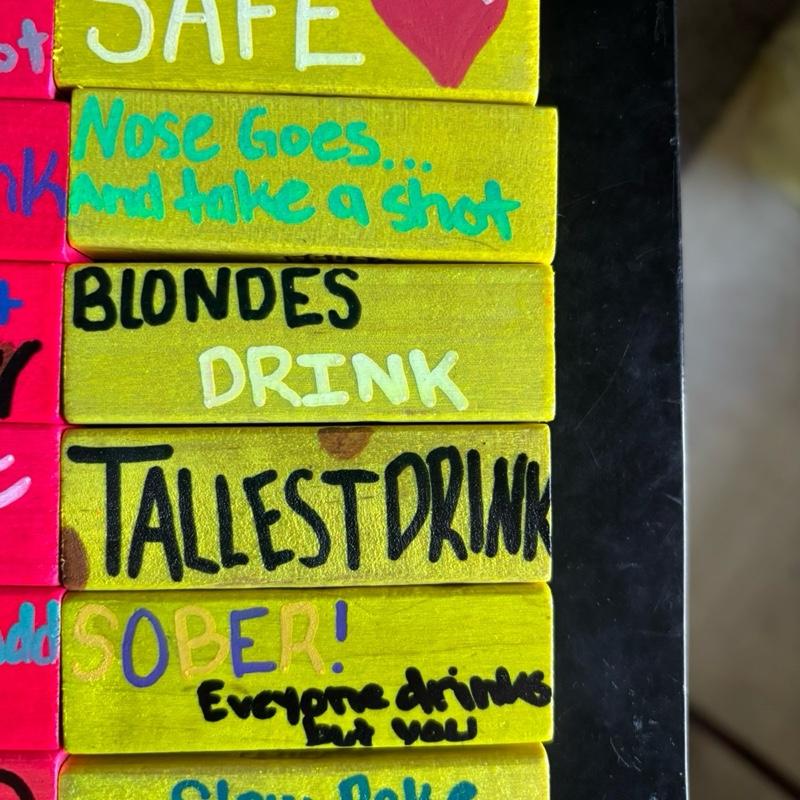 SAFE
Nose Goes...
And take a shot
BLONDES
DRINK
TALLEST DRINK
SOBER!
Everyone drinks
but you